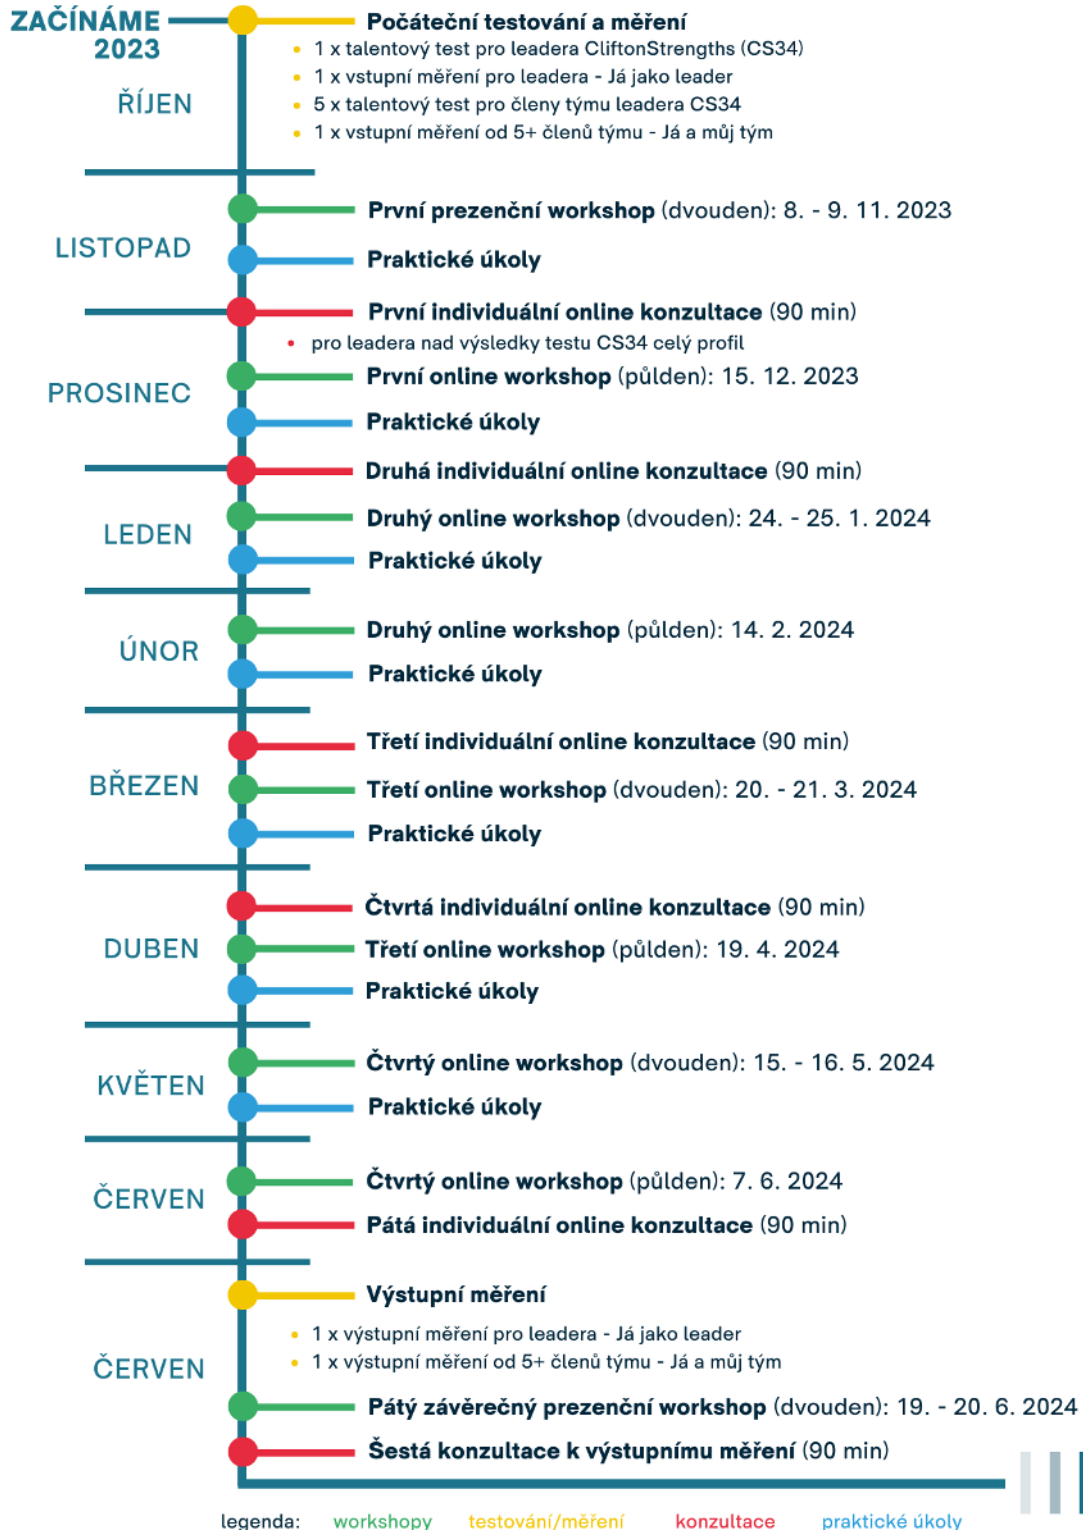 ZAČÍNÁME
2023
Počáteční testování a měření
1 x talentový test pro leadera CliftonStrengths (CS34)
1 x vstupní měření pro leadera - Já jako leader
ŘÍJEN
5 x talentový test pro členy týmu leadera CS34
1 x vstupní měření od 5+ členů týmu - Já a můj tým
První prezenční workshop (dvouden): 8. - 9. 11. 2023
LISTOPAD
Praktické úkoly
První individuální online konzultace (90 min)
pro leadera nad výsledky testu CS34 celý profil
PROSINEC
První online workshop (půlden): 15. 12. 2023
Praktické úkoly
Druhá individuální online konzultace (90 min)
LEDEN
Druhý online workshop (dvouden): 24. - 25. 1. 2024
Praktické úkoly
ÚNOR
Druhý online workshop (půlden): 14. 2. 2024
Praktické úkoly
BŘEZEN
Třetí individuální online konzultace (90 min)
Třetí online workshop (dvouden): 20. - 21. 3. 2024
Praktické úkoly
DUBEN
Čtvrtá individuální online konzultace (90 min)
Třetí online workshop (půlden): 19. 4. 2024
Praktické úkoly
KVĚTEN
Čtvrtý online workshop (dvouden): 15. - 16. 5. 2024
Praktické úkoly
ČERVEN
Čtvrtý online workshop (půlden): 7. 6. 2024
Pátá individuální online konzultace (90 min)
Výstupní měření
1 x výstupní měření pro leadera - Já jako leader
1 x výstupní měření od 5+ členů týmu - Já a můj tým
ČERVEN
Pátý závěrečný prezenční workshop (dvouden): 19. - 20. 6. 2024
Šestá konzultace k výstupnímu měření (90 min)
legenda: workshopy testování/měření konzultace praktické úkoly